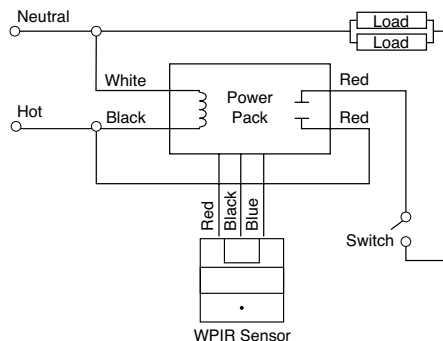 Neutral
Load
Load
White
Red
Power
Pack
Hot
Black
Red
Red
Black
Blue
Switch
WPIR Sensor